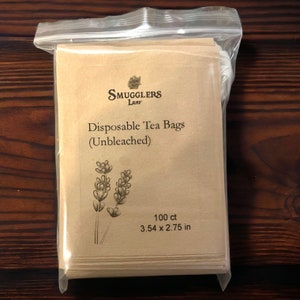 SMUGGLERS
LEAF
Disposable Tea Bags
(Unbleached)
100 ct
3.54 x 2.75 in